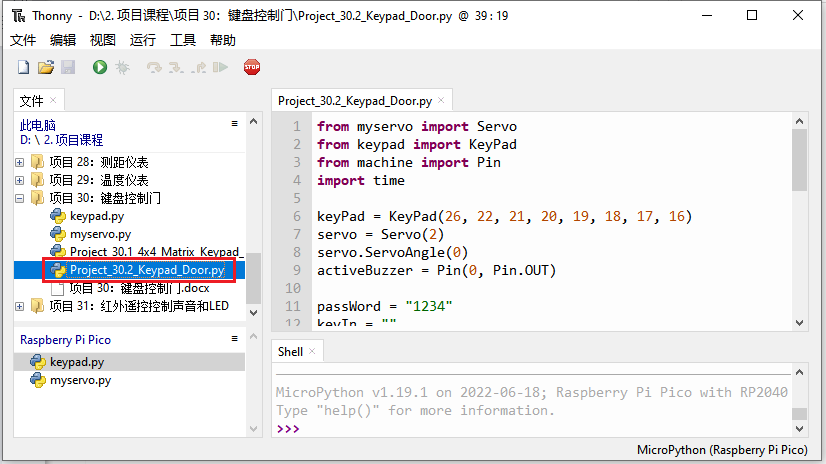 Thonny - D:\2. 项目课程\项目 30：键盘控制门\Project_30.2_Keypad_Door.py @ 39 : 19
文件 编辑 视图 运行 工具 帮助
STOP
文件 ×
此电脑
D: \ 2. 项目课程
项目 28：测距仪表
项目 29：温度仪表
项目 30：键盘控制门
keypad.py
myservo.py
Project_30.1_4x4_Matrix_Keypad_
Project_30.2_Keypad_Door.py
项目 30：键盘控制门.docx
项目 31：红外遥控控制声音和LED
Raspberry Pi Pico
keypad.py
myservo.py
Project_30.2_Keypad_Door.py ×
1 from myservo import Servo
2 from keypad import KeyPad
3 from machine import Pin
4 import time
5
6 keyPad = KeyPad(26, 22, 21, 20, 19, 18, 17, 16)
7 servo = Servo(2)
8 servo.ServoAngle(0)
9 activeBuzzer = Pin(0, Pin.OUT)
10
11 passWord = "1234"
12 keyIn = ""
Shell ×
MicroPython v1.19.1 on 2022-06-18; Raspberry Pi Pico with RP2040
Type "help()" for more information.
>>>
MicroPython (Raspberry Pi Pico)